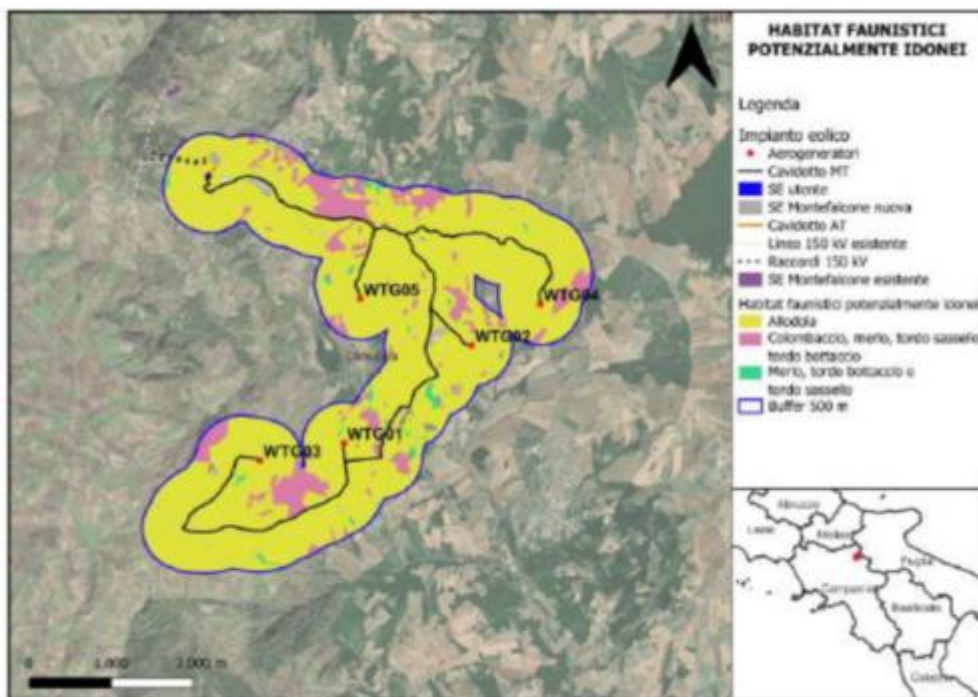 HABITAT FAUNISTICI
POTENZIALMENTE IDONEI
Legenda
Impianto eolico
Aerogeneratori
Cavidotto MT
SE utente
SE Montefalcone nuova
Cavidotto AT
Linea 150 kV esistente
Raccordi 150 kV
SE Montefalcone esistente
Habitat faunistici potenzialmente idonei
Allodola
Colombaccio, merlo, tordo sassello
tordo bottaccio
Merlo, tordo bottaccio e
tordo sassello
Buffer 500 m
WTG05
WTG04
WTG02
WTG01
WTG03
0 1.000 2.000 m
Abruzzo
Lazio
Molise
Puglia
Campania
Basilicata